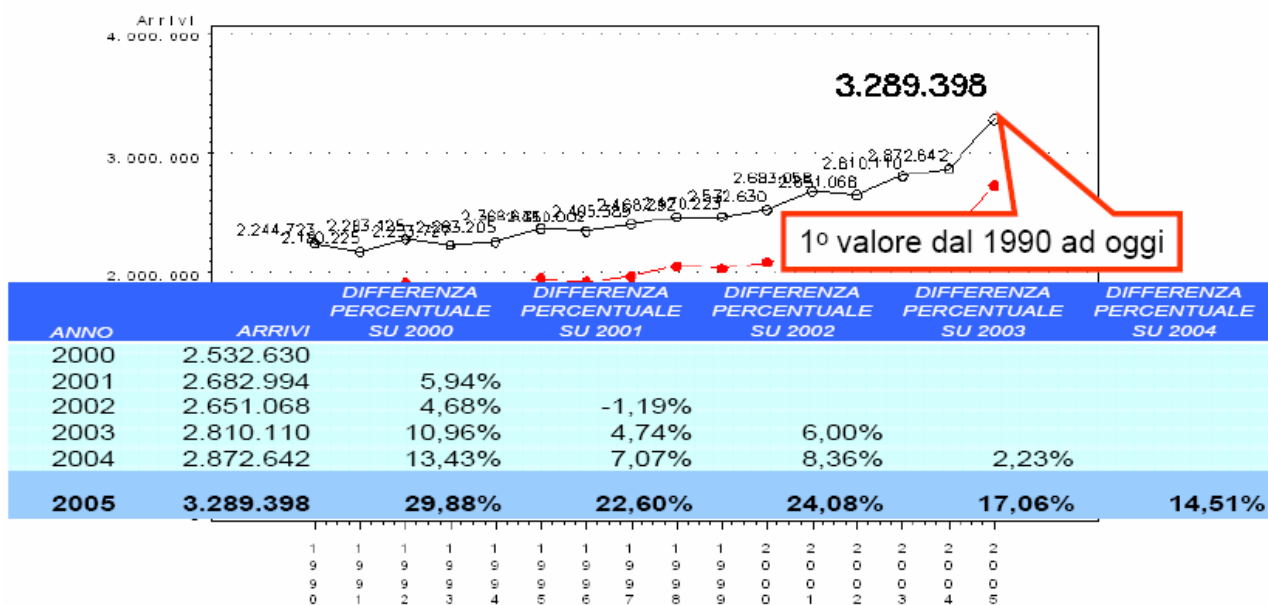 Arrivi
4.000.000
3.289.398
3.000.000
2.872.642
2.810.110
2.532.630
2.651.068
2.244.723
2.190.225
2.283.205
1º valore dal 1990 ad oggi
2.000.000
ANNO ARRIVI DIFFERENZA PERCENTUALE SU 2000 DIFFERENZA PERCENTUALE SU 2001 DIFFERENZA PERCENTUALE SU 2002 DIFFERENZA PERCENTUALE SU 2003 DIFFERENZA PERCENTUALE SU 2004
2000 2.532.630
2001 2.682.994 5,94%
2002 2.651.068 4,68% -1,19%
2003 2.810.110 10,96% 4,74% 6,00%
2004 2.872.642 13,43% 7,07% 8,36% 2,23%
2005 3.289.398 29,88% 22,60% 24,08% 17,06% 14,51%
1990 1991 1992 1993 1994 1995 1996 1997 1998 1999 2000 2001 2002 2003 2004 2005